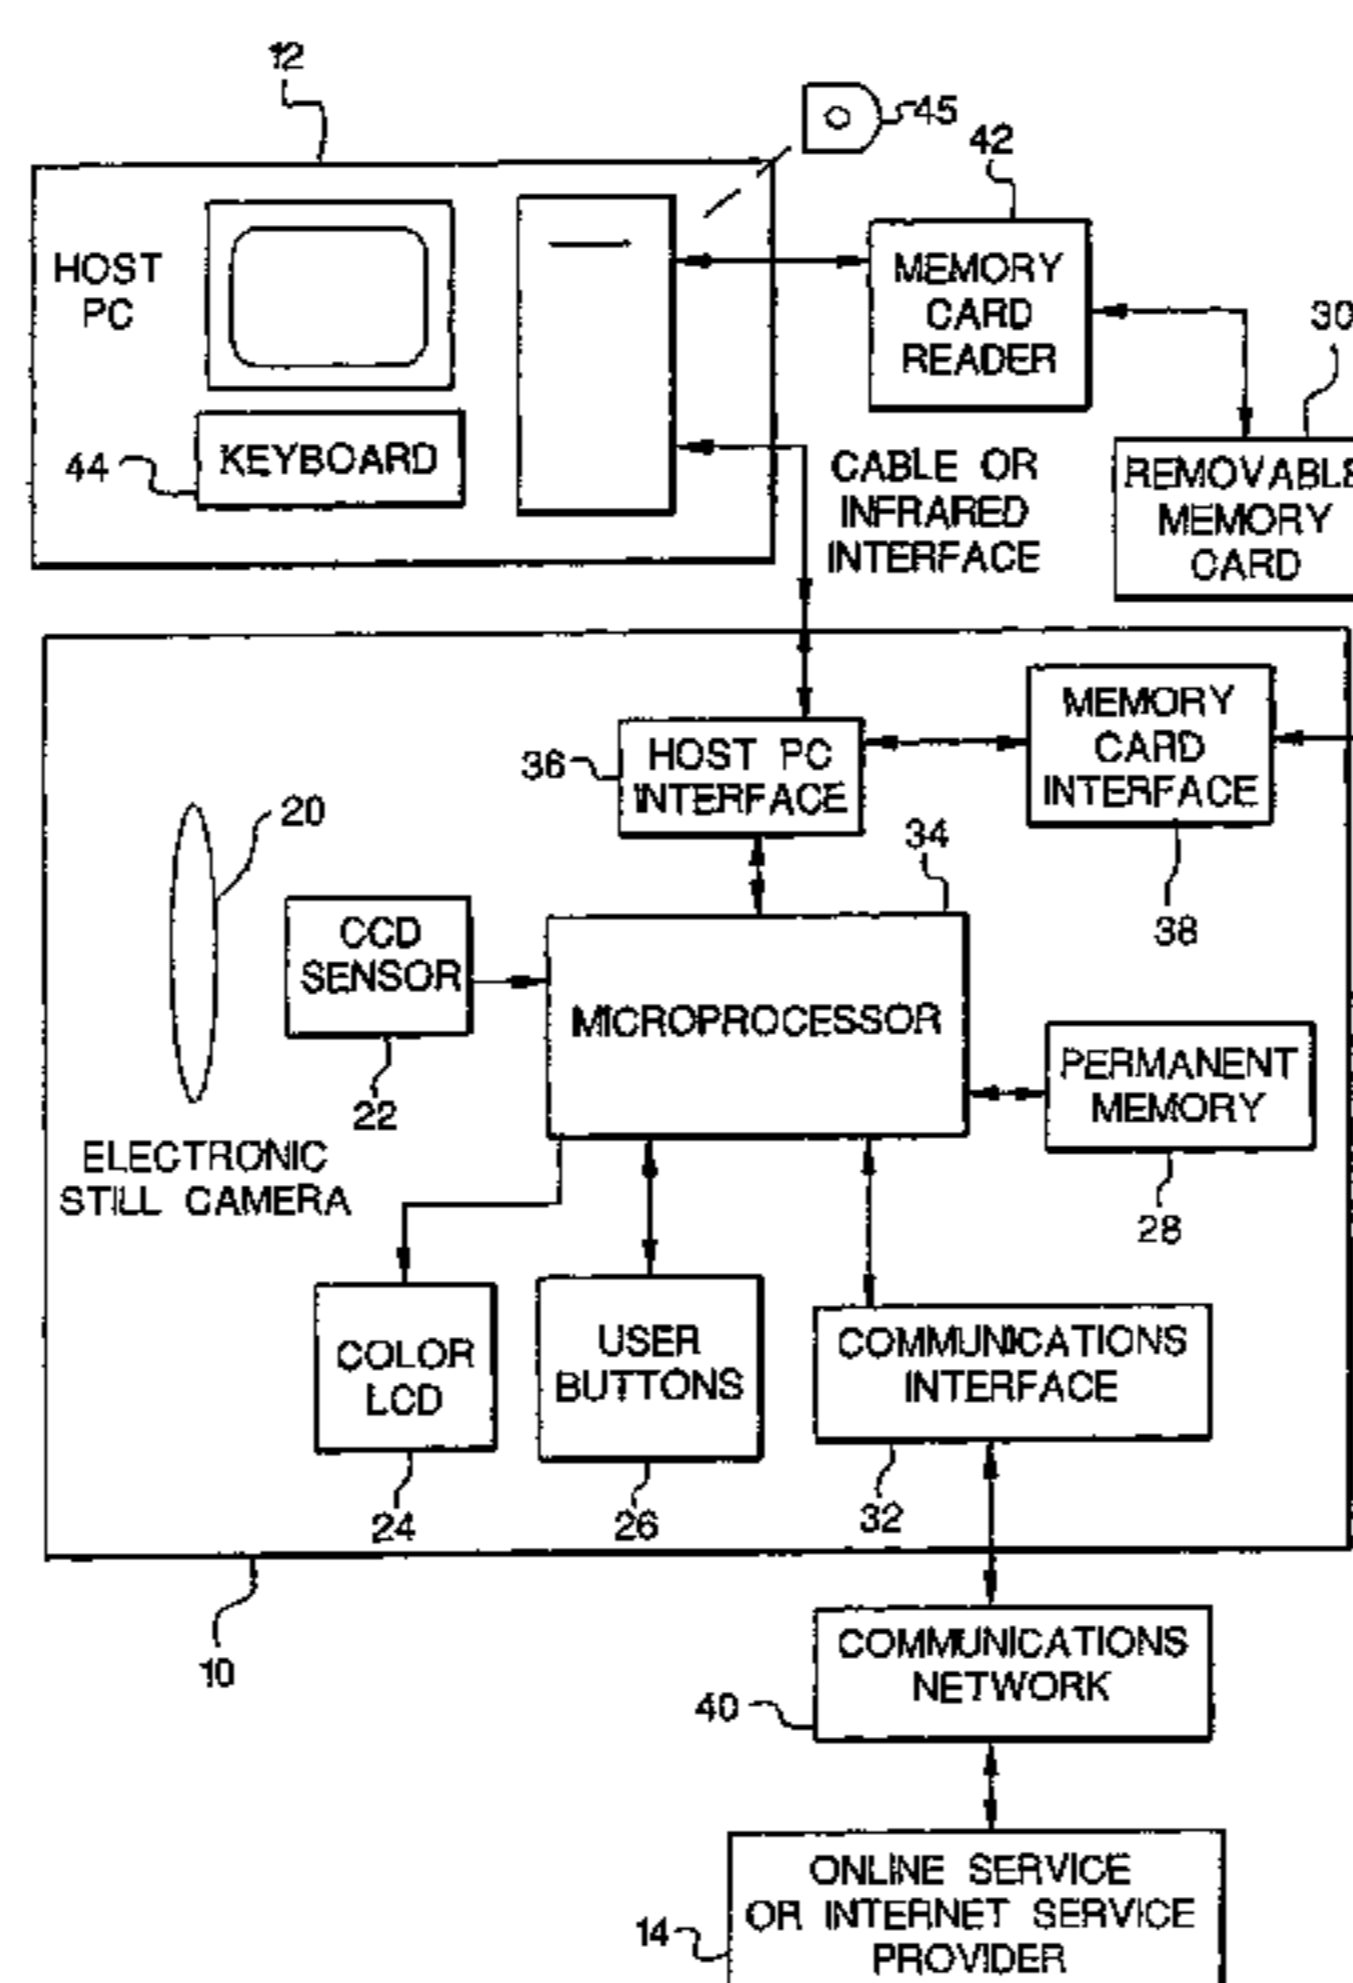 12
45
42
HOST
PC
MEMORY
CARD
READER
30
44
KEYBOARD
CABLE OR
INFRARED
INTERFACE
REMOVABLE
MEMORY
CARD
36
HOST PC
INTERFACE
MEMORY
CARD
INTERFACE
38
34
20
CCD
SENSOR
22
MICROPROCESSOR
PERMANENT
MEMORY
28
ELECTRONIC
STILL CAMERA
COLOR
LCD
24
USER
BUTTONS
26
COMMUNICATIONS
INTERFACE
32
10
COMMUNICATIONS
NETWORK
40
ONLINE SERVICE
OR INTERNET SERVICE
PROVIDER
14